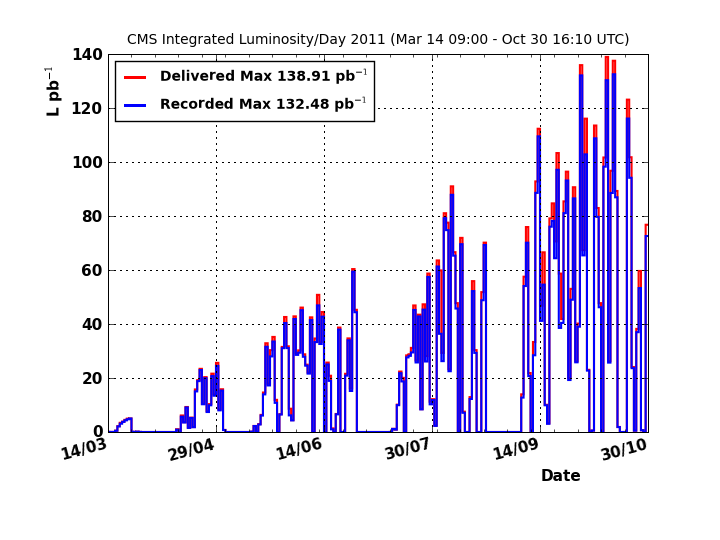 CMS Integrated Luminosity/Day 2011 (Mar 14 09:00 - Oct 30 16:10 UTC)
L pb⁻¹
Delivered Max 138.91 pb⁻¹
Recorded Max 132.48 pb⁻¹
140
120
100
80
60
40
20
0
14/03 29/04 14/06 30/07 14/09 30/10
Date